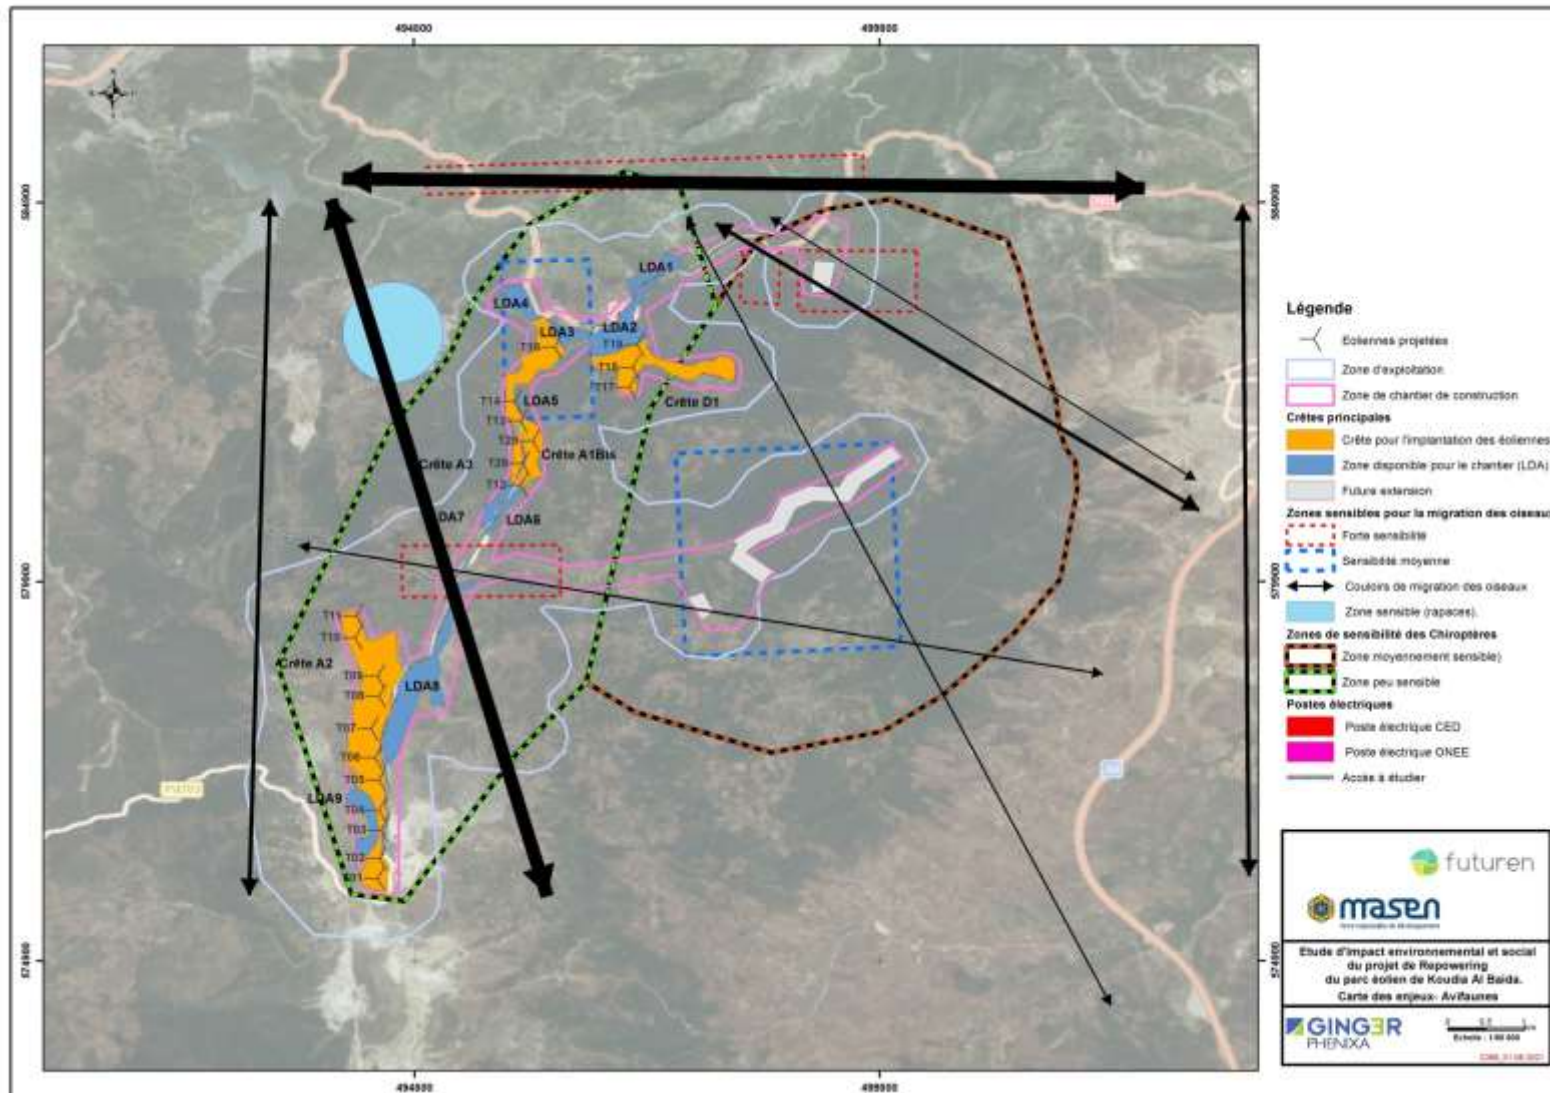 494000
499000
584000
584000
LDA1
LDA4
LDA3
LDA2
T19
T16
T18
T17
T14
LDA5
Crête D1
T13
Crête A3
Crête A1Bis
T12
LDA7
LDA6
T11
T10
Crête A2
T09
LDA8
T08
T07
T06
T05
LDA9
T04
T03
T02
T01
494000
499000
Légende
Eoliennes projetées
Zone d'exploitation
Zone de chantier de construction
Crêtes principales
Crête pour l'implantation des éoliennes
Zone disponible pour le chantier (LDA)
Future extension
Zones sensibles pour la migration des oiseaux
Forte sensibilité
Sensibilité moyenne
Couloirs de migration des oiseaux
Zone sensible (rapaces).
Zones de sensibilité des Chiroptères
Zone moyennement sensible)
Zone peu sensible
Postes électriques
Poste électrique CED
Poste électrique ONEE
Accès à étudier
futuren
masen
Etude d'impact environnemental et social
du projet de Repowering
du parc éolien de Koudia Al Baida.
Carte des enjeux- Avifaunes
GINGER
PHENIXA